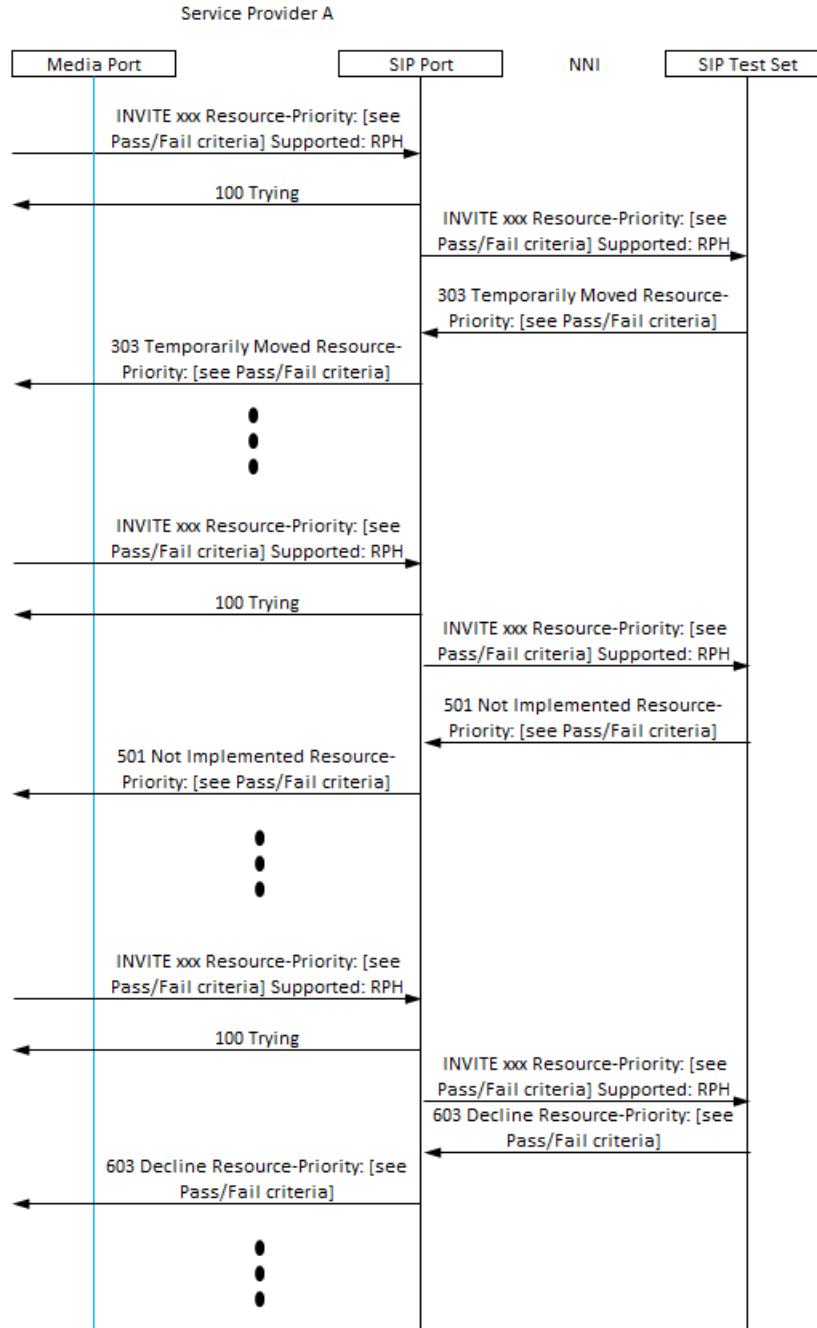 Service Provider A
Media Port
SIP Port
NNI
SIP Test Set
INVITE xxx Resource-Priority: [see
Pass/Fail criteria] Supported: RPH
100 Trying
INVITE xxx Resource-Priority: [see
Pass/Fail criteria] Supported: RPH
303 Temporarily Moved Resource-
Priority: [see Pass/Fail criteria]
303 Temporarily Moved Resource-
Priority: [see Pass/Fail criteria]
INVITE xxx Resource-Priority: [see
Pass/Fail criteria] Supported: RPH
100 Trying
INVITE xxx Resource-Priority: [see
Pass/Fail criteria] Supported: RPH
501 Not Implemented Resource-
Priority: [see Pass/Fail criteria]
501 Not Implemented Resource-
Priority: [see Pass/Fail criteria]
INVITE xxx Resource-Priority: [see
Pass/Fail criteria] Supported: RPH
100 Trying
INVITE xxx Resource-Priority: [see
Pass/Fail criteria] Supported: RPH
603 Decline Resource-Priority: [see
Pass/Fail criteria]
603 Decline Resource-Priority: [see
Pass/Fail criteria]